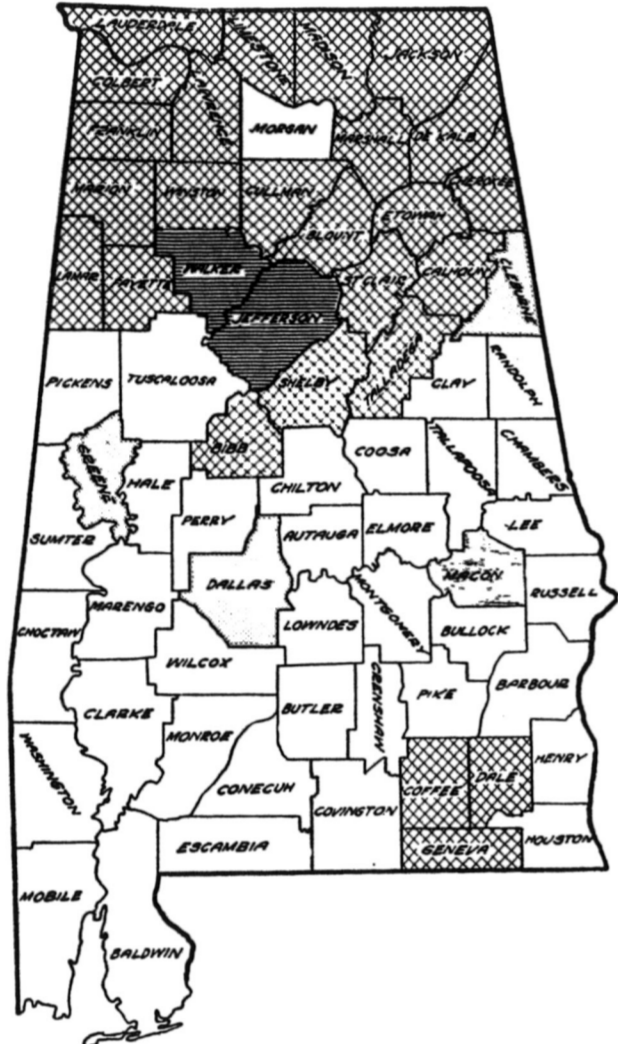 LAUDERDALE
LIMESTONE
MADISON
JACKSON
COLBERT
LAWRENCE
FRANKLIN
MORGAN
MARSHALL
DE KALB
MARION
WINSTON
CULLMAN
CHEROKEE
ETOWAH
BLOUNT
LAMAR
FAYETTE
WALKER
ST CLAIR
CALHOUN
CLEBURNE
JEFFERSON
PICKENS
TUSCALOOSA
SHELBY
TALLADEGA
CLAY
RANDOLPH
GREENE
HALE
BIBB
COOSA
TALLAPOOSA
CHAMBERS
CHILTON
SUMTER
PERRY
AUTAUGA
ELMORE
LEE
DALLAS
MONTGOMERY
MACON
RUSSELL
CHOCTAW
MARENGO
LOWNDES
BULLOCK
WILCOX
CLARKE
MONROE
BUTLER
CRENSHAW
PIKE
BARBOUR
WASHINGTON
CONECUH
COVINGTON
COFFEE
DALE
HENRY
ESCAMBIA
GENEVA
HOUSTON
MOBILE
BALDWIN